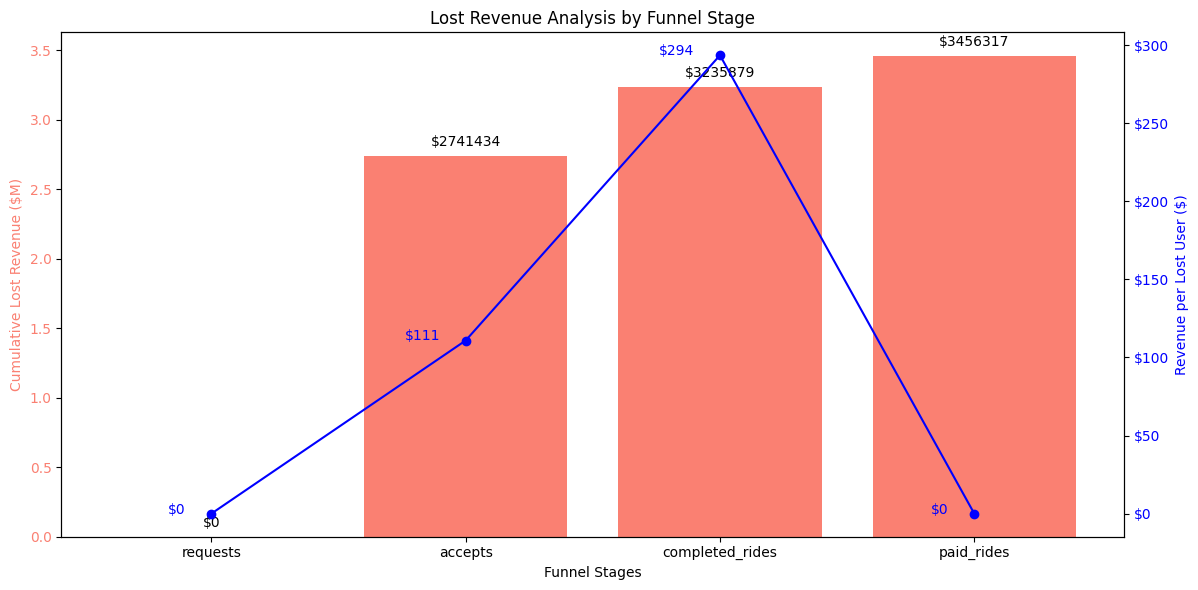 Lost Revenue Analysis by Funnel Stage
Cumulative Lost Revenue ($M)
3.5
3.0
2.5
2.0
1.5
1.0
0.5
0.0
$0
$0
$111
$2741434
$294
$3235879
$0
$3456317
$300
$250
$200
$150
$100
$50
$0
Revenue per Lost User ($)
requests
accepts
completed_rides
paid_rides
Funnel Stages